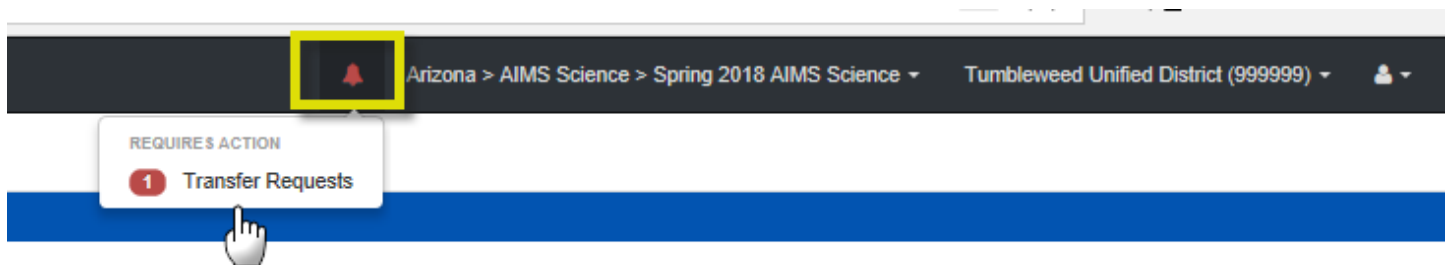 Arizona > AIMS Science > Spring 2018 AIMS Science
Tumbleweed Unified District (999999)
REQUIRES ACTION
1 Transfer Requests